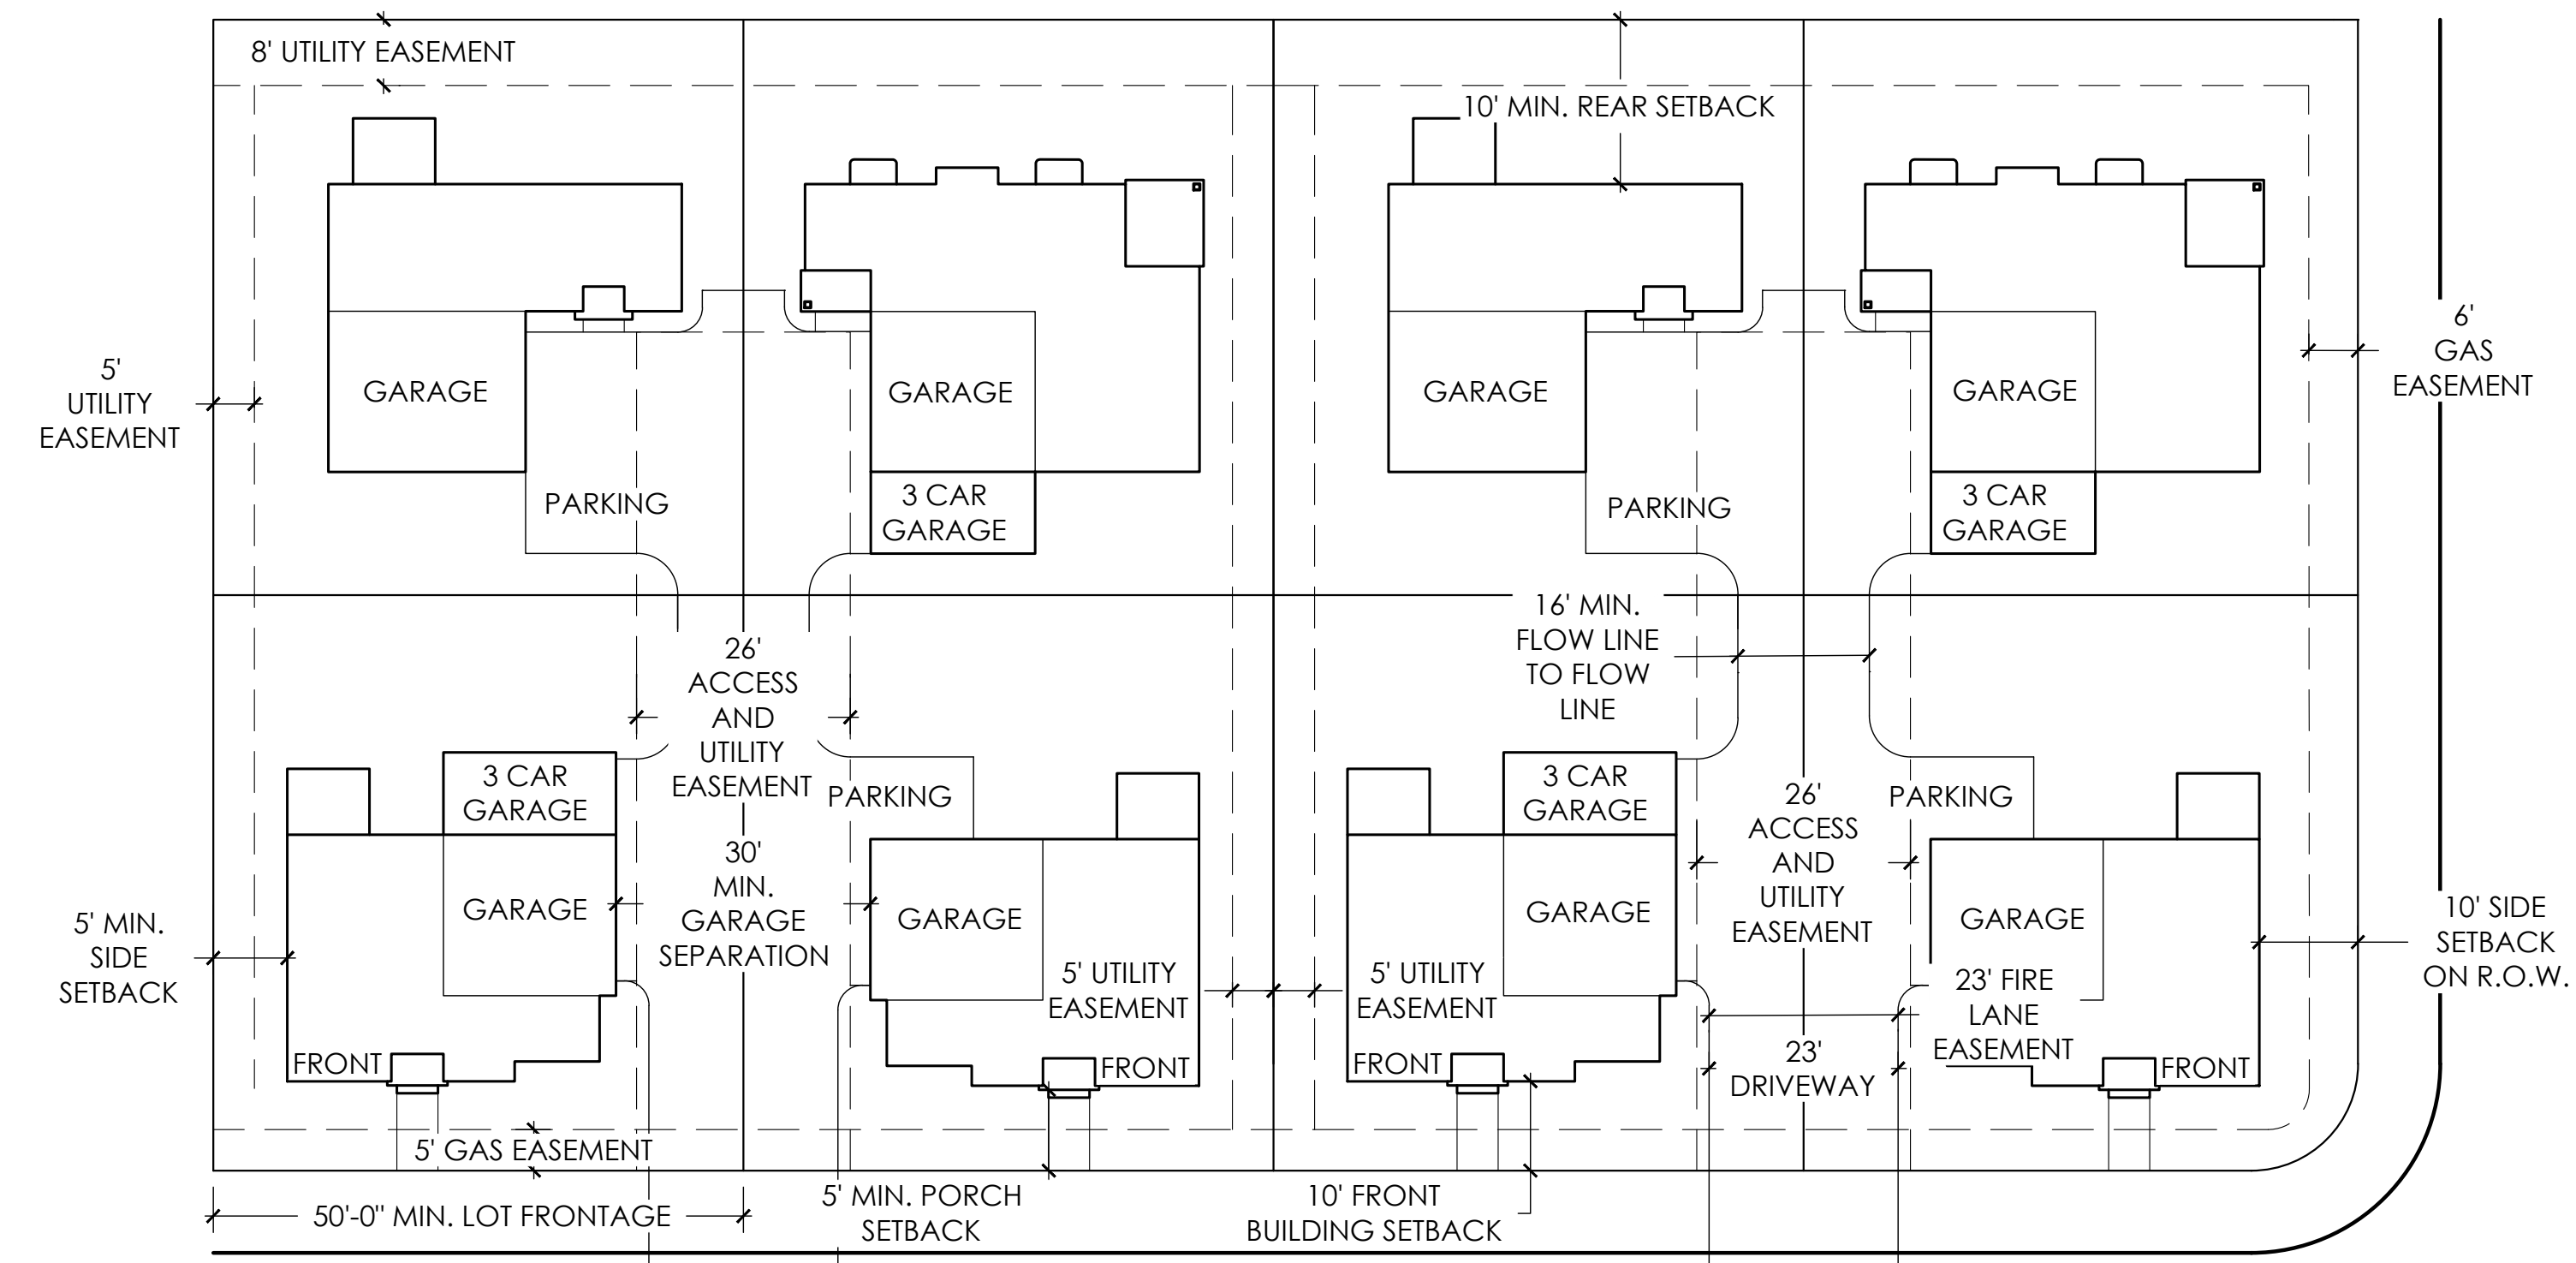 8' UTILITY EASEMENT
10' MIN. REAR SETBACK
5'
UTILITY
EASEMENT
GARAGE
GARAGE
GARAGE
GARAGE
6'
GAS
EASEMENT
PARKING
3 CAR
GARAGE
PARKING
3 CAR
GARAGE
26'
ACCESS
AND
UTILITY
EASEMENT
16' MIN.
FLOW LINE
TO FLOW
LINE
3 CAR
GARAGE
PARKING
3 CAR
GARAGE
26'
ACCESS
AND
UTILITY
EASEMENT
PARKING
5' MIN.
SIDE
SETBACK
GARAGE
30'
MIN.
GARAGE
SEPARATION
GARAGE
5' UTILITY
EASEMENT
5' UTILITY
EASEMENT
GARAGE
GARAGE
23' FIRE
LANE
EASEMENT
10' SIDE
SETBACK
ON R.O.W.
FRONT
FRONT
FRONT
23'
DRIVEWAY
FRONT
5' GAS EASEMENT
50'-0" MIN. LOT FRONTAGE
5' MIN. PORCH
SETBACK
10' FRONT
BUILDING SETBACK